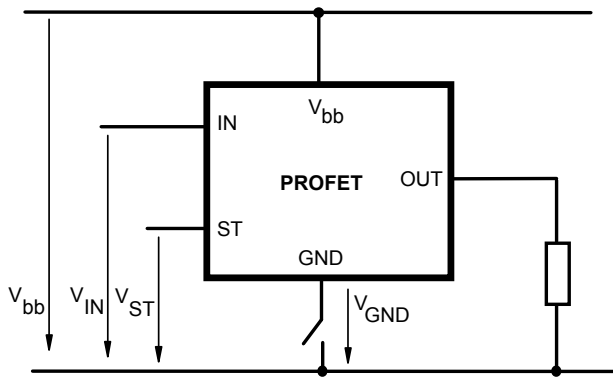 V_bb
IN
PROFET
OUT
ST
GND
V_bb
V_IN
V_ST
V_GND